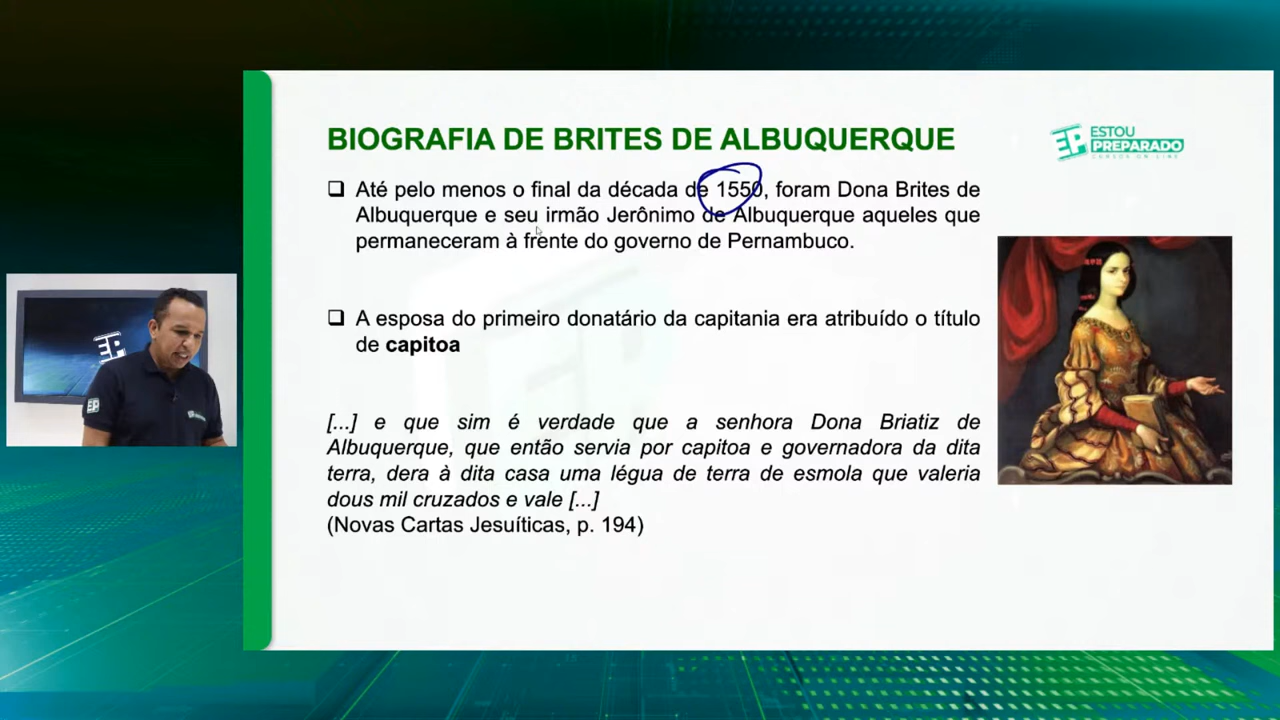 BIOGRAFIA DE BRITES DE ALBUQUERQUE
ESTOU
PREPARADO
CURSOS ON-LINE
❑ Até pelo menos o final da década de 1550, foram Dona Brites de
Albuquerque e seu irmão Jerônimo de Albuquerque aqueles que
permaneceram à frente do governo de Pernambuco.
❑ A esposa do primeiro donatário da capitania era atribuído o título
de capitoa
[...] e que sim é verdade que a senhora Dona Briatiz de
Albuquerque, que então servia por capitoa e governadora da dita
terra, dera à dita casa uma légua de terra de esmola que valeria
dous mil cruzados e vale [...]
(Novas Cartas Jesuíticas, p. 194)
EP
EP